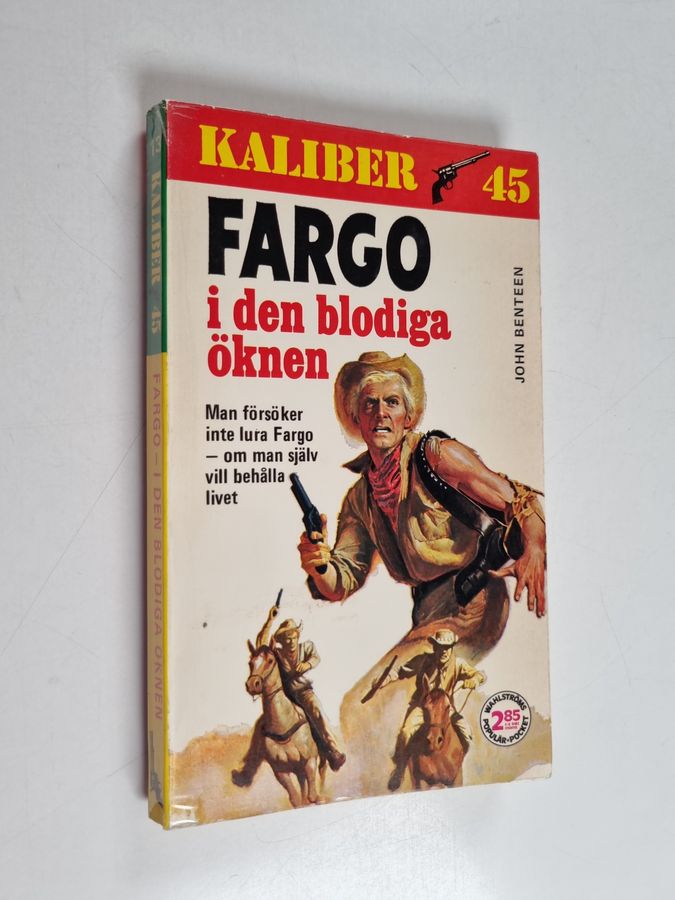 KALIBER 45
FARGO
i den blodiga
öknen
JOHN BENTEEN
Man försöker
inte lura Fargo
– om man själv
vill behålla
livet
WAHLSTRÖMS
2.85
POPULÄR-POCKET
KALIBER 45
FARGO – I DEN BLODIGA ÖKNEN